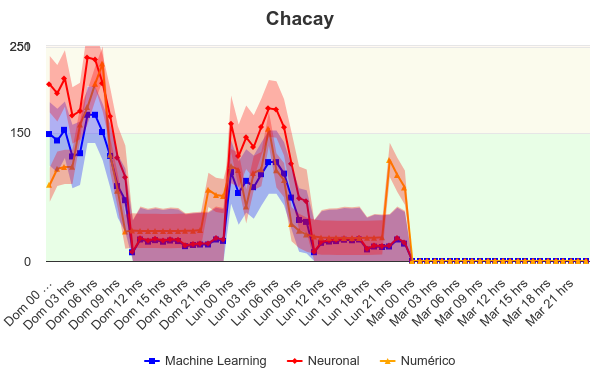 Chacay
250
150
0
Dom 00 ...
Dom 03 hrs
Dom 06 hrs
Dom 09 hrs
Dom 12 hrs
Dom 15 hrs
Dom 18 hrs
Dom 21 hrs
Lun 00 hrs
Lun 03 hrs
Lun 06 hrs
Lun 09 hrs
Lun 12 hrs
Lun 15 hrs
Lun 18 hrs
Lun 21 hrs
Mar 00 hrs
Mar 03 hrs
Mar 06 hrs
Mar 09 hrs
Mar 12 hrs
Mar 15 hrs
Mar 18 hrs
Mar 21 hrs
Machine Learning Neuronal Numérico